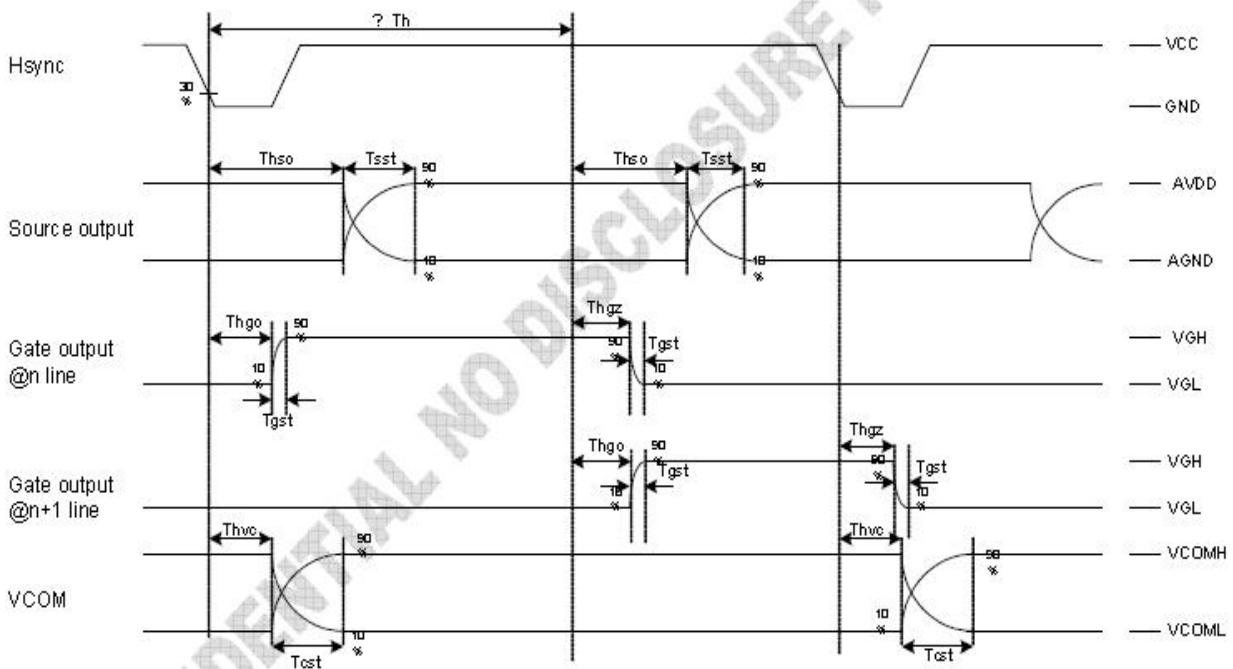 ? Th
Hsync
30
%
VCC
GND
Thso
Tsst
90
%
Thso
Tsst
90
%
AVDD
Source output
10
%
10
%
AGND
Thgo
90
%
Thgz
90
%
Tgst
VGH
Gate output
@n line
10
%
10
%
VGL
Tgst
Thgo
90
%
Tgst
Thgz
90
%
Tgst
VGH
Gate output
@n+1 line
10
%
10
%
VGL
Thvc
90
%
Thvc
90
%
VCOMH
VCOM
10
%
10
%
VCOML
Tcst
Tcst
DENTIAL NO DISCLOSURE